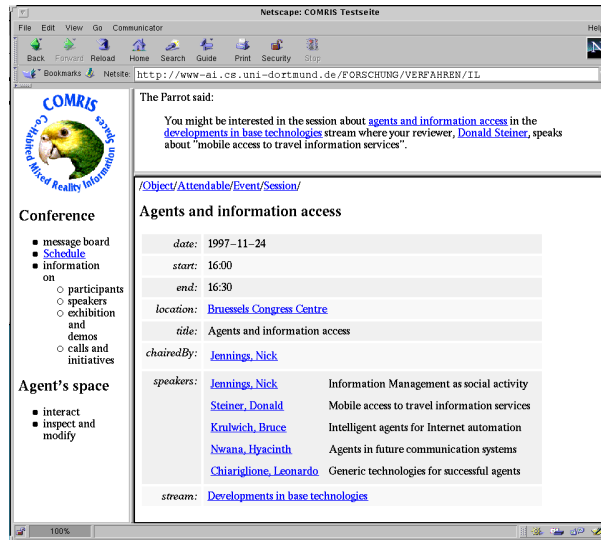 Netscape: COMRIS Testseite
File Edit View Go Communicator Help
Back Forward Reload Home Search Guide Print Security Stop N
Bookmarks Netsite: http://www-ai.cs.uni-dortmund.de/FORSCHUNG/VERFAHREN/IL
COMRIS
Co-Habited Mixed Reality Information Spaces
Conference
message board
Schedule
information
on
participants
speakers
exhibition
and
demos
calls and
initiatives
Agent's space
interact
inspect and
modify
The Parrot said:
You might be interested in the session about agents and information access in the
developments in base technologies stream where your reviewer, Donald Steiner, speaks
about "mobile access to travel information services".
/Object/Attendable/Event/Session/
Agents and information access
date: 1997-11-24
start: 16:00
end: 16:30
location: Bruessels Congress Centre
title: Agents and information access
chairedBy: Jennings, Nick
speakers: Jennings, Nick Information Management as social activity
Steiner, Donald Mobile access to travel information services
Krulwich, Bruce Intelligent agents for Internet automation
Nwana, Hyacinth Agents in future communication systems
Chiariglione, Leonardo Generic technologies for successful agents
stream: Developments in base technologies
100%